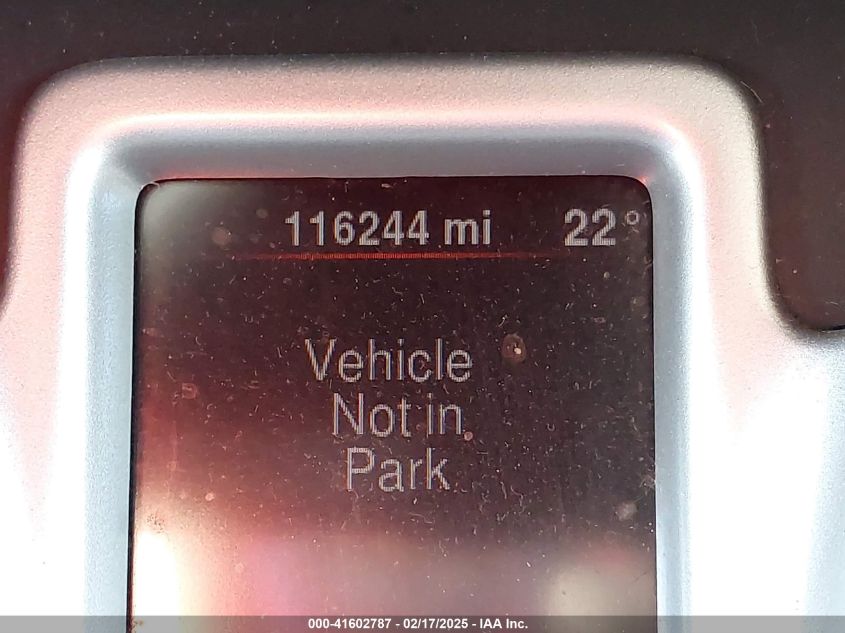 116244 mi 22°
Vehicle
Not in
Park
000-41602787 - 02/17/2025 - IAA Inc.